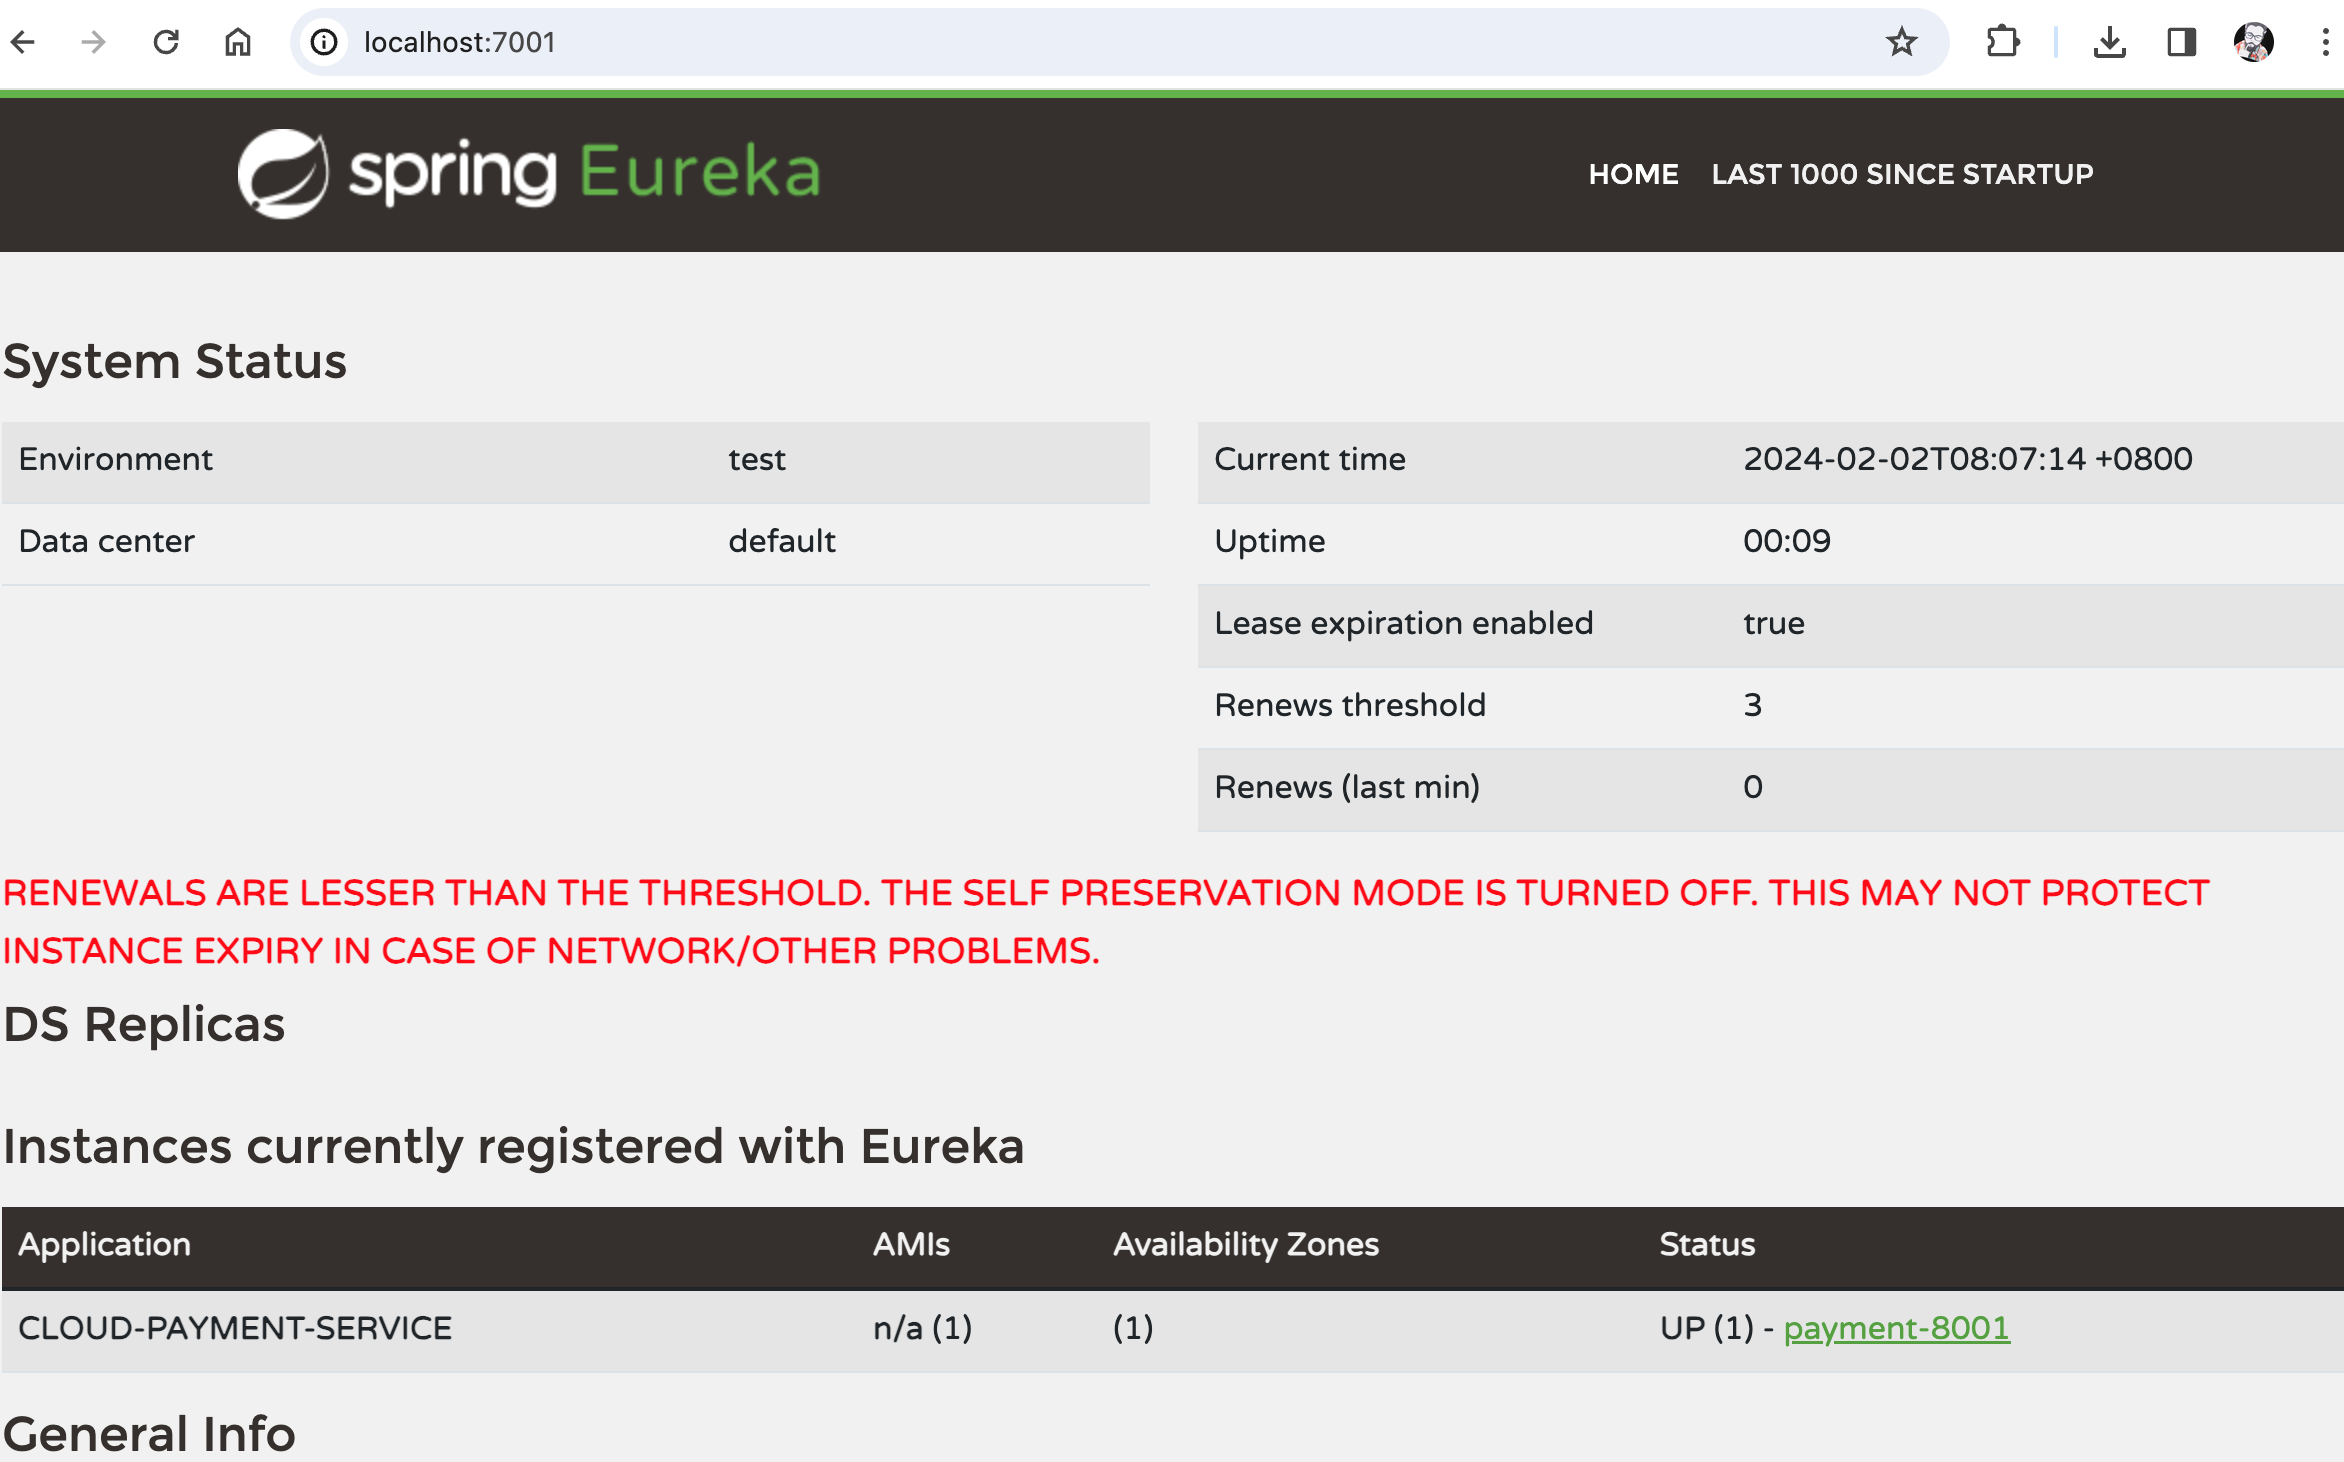 localhost:7001
spring Eureka
HOME LAST 1000 SINCE STARTUP
System Status
Environment test
Data center default
Current time 2024-02-02T08:07:14 +0800
Uptime 00:09
Lease expiration enabled true
Renews threshold 3
Renews (last min) 0
RENEWALS ARE LESSER THAN THE THRESHOLD. THE SELF PRESERVATION MODE IS TURNED OFF. THIS MAY NOT PROTECT
INSTANCE EXPIRY IN CASE OF NETWORK/OTHER PROBLEMS.
DS Replicas
Instances currently registered with Eureka
Application AMIs Availability Zones Status
CLOUD-PAYMENT-SERVICE n/a (1) (1) UP (1) - payment-8001
General Info